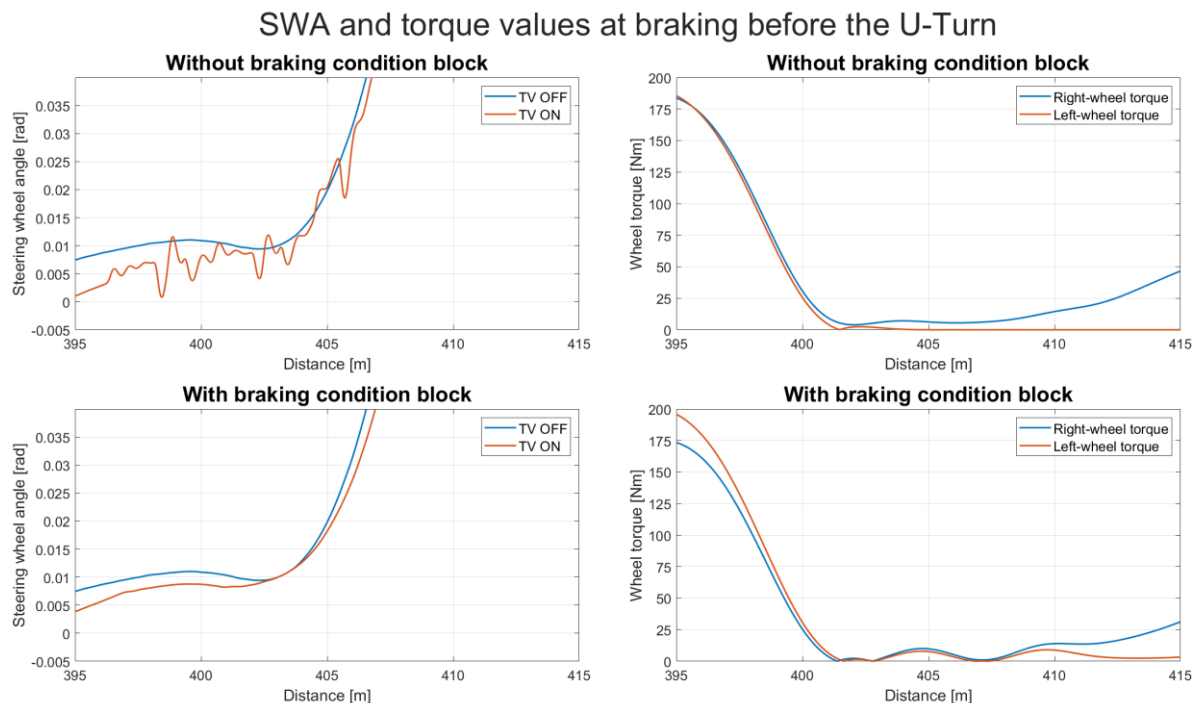 SWA and torque values at braking before the U-Turn
Without braking condition block
Steering wheel angle [rad]
0.035
0.03
0.025
0.02
0.015
0.01
0.005
0
-0.005
TV OFF
TV ON
395
400
405
410
415
Distance [m]
Without braking condition block
Wheel torque [Nm]
200
175
150
125
100
75
50
25
0
Right-wheel torque
Left-wheel torque
395
400
405
410
415
Distance [m]
With braking condition block
Steering wheel angle [rad]
0.035
0.03
0.025
0.02
0.015
0.01
0.005
0
-0.005
TV OFF
TV ON
395
400
405
410
415
Distance [m]
With braking condition block
Wheel torque [Nm]
200
175
150
125
100
75
50
25
0
Right-wheel torque
Left-wheel torque
395
400
405
410
415
Distance [m]